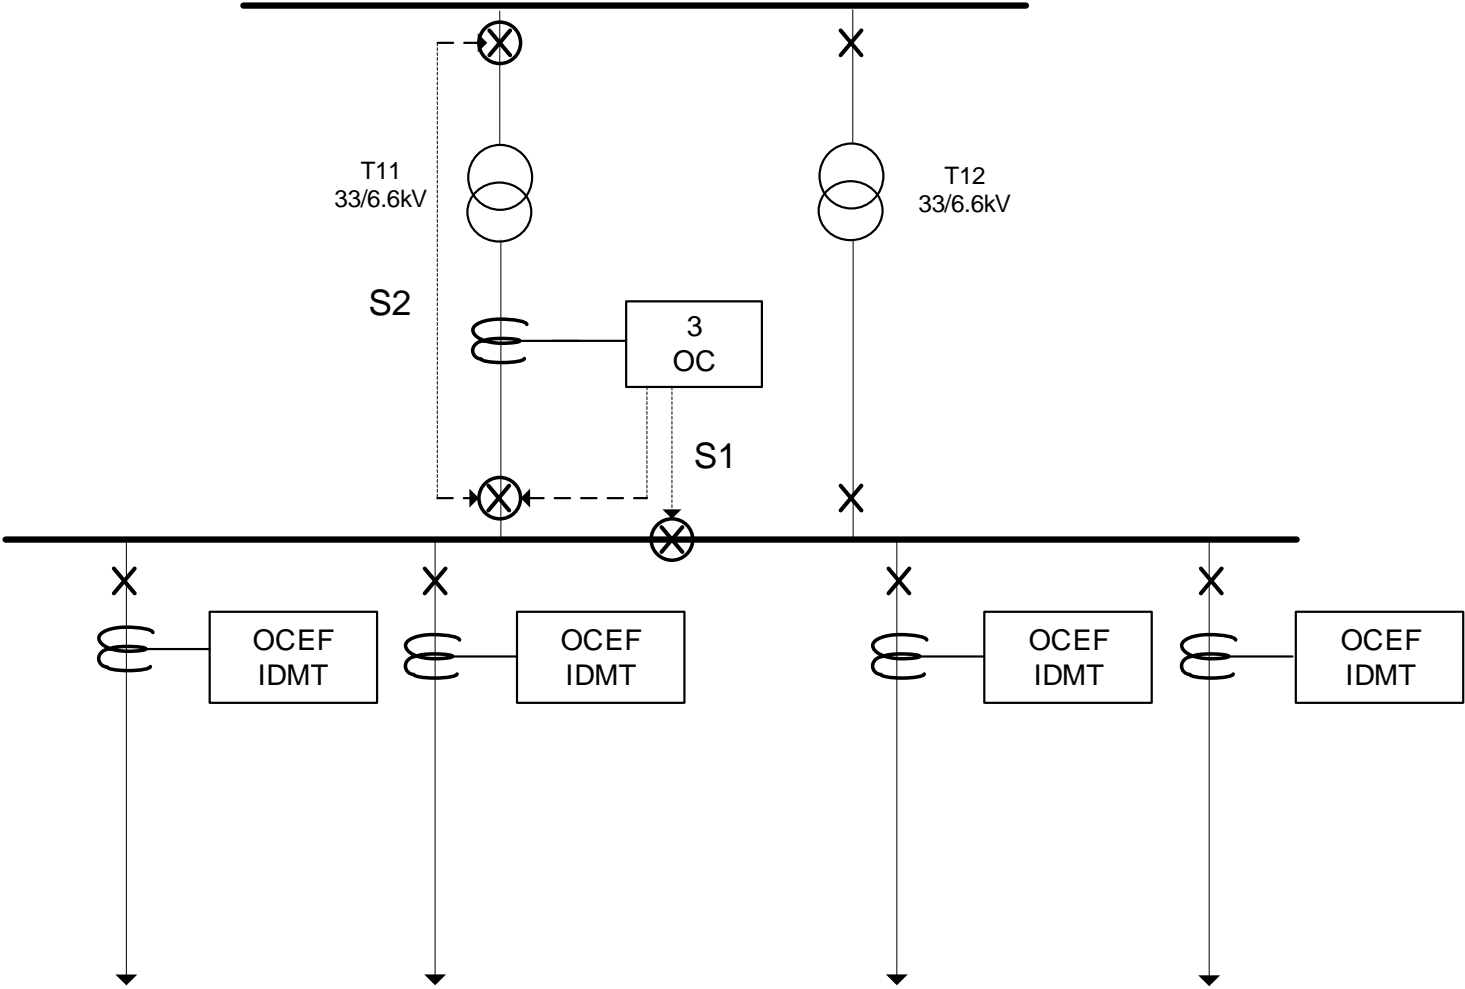 T11
33/6.6kV
T12
33/6.6kV
S2
3
OC
S1
OCEF
IDMT
OCEF
IDMT
OCEF
IDMT
OCEF
IDMT